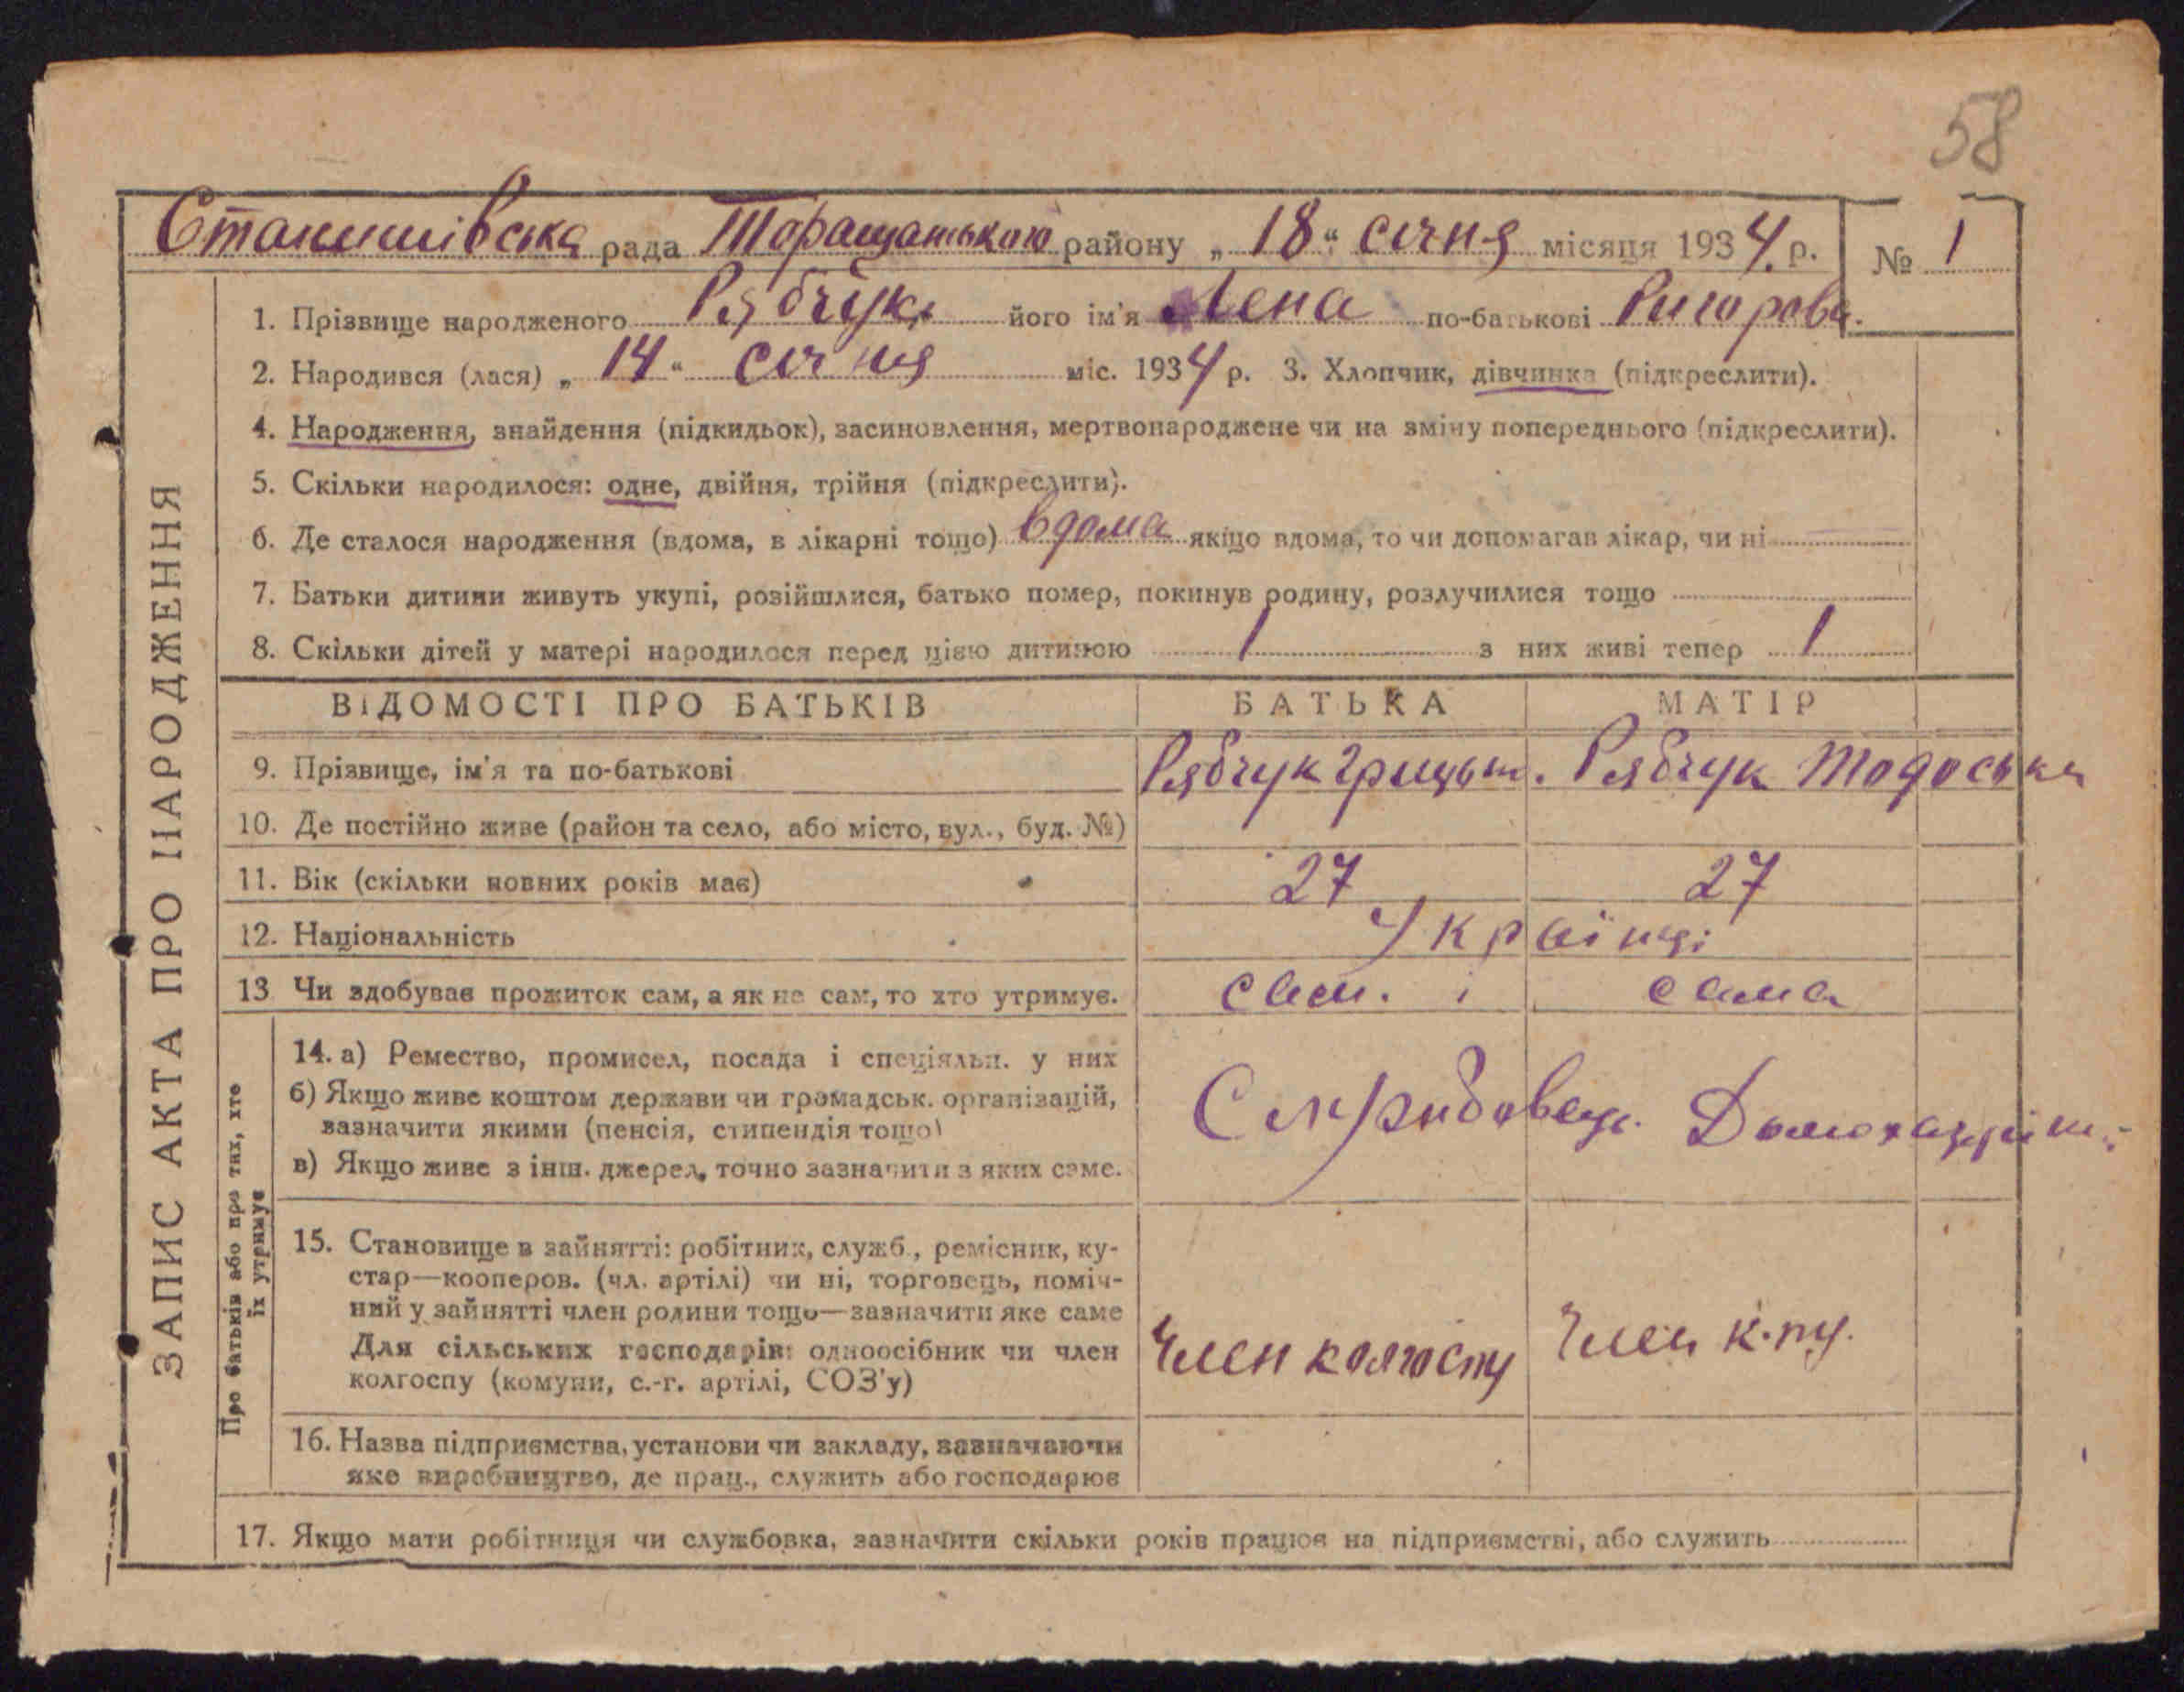 58
Станишівська рада Таращанського району „18“ січня місяця 1934 р. № 1
ЗАПИС АКТА ПРО НАРОДЖЕННЯ
1. Прізвище народженого Рябчук його ім'я Лена по-батькові Григоровн.
2. Народився (лася) „14“ січня міс. 1934 р. 3. Хлопчик, дівчинка (підкреслити).
4. Народження, знайдення (підкидьок), засиновлення, мертвонароджене чи на зміну попереднього (підкреслити).
5. Скільки народилося: одне, двійня, трійня (підкреслити).
6. Де сталося народження (вдома, в лікарні тощо) вдома якщо вдома, то чи допомагав лікар, чи ні
7. Батьки дитини живуть укупі, розійшлися, батько помер, покинув родину, розлучилися тощо
8. Скільки дітей у матері народилося перед цією дитиною 1 з них живі тепер 1
ВІДОМОСТІ ПРО БАТЬКІВ БАТЬКА МАТІР
9. Прізвище, ім'я та по-батькові Рябчук Рябчук Тодоська
10. Де постійно живе (район та село, або місто, вул., буд. №)
11. Вік (скільки повних років має) 27 27
12. Національність Українці
13 Чи здобуває прожиток сам, а як не сам, то хто утримує. сам. і сама
Про батьків або про тих, хто
їх утримує
14. а) Ремество, промисел, посада і спеціяльн. у них
б) Якщо живе коштом держави чи громадськ. організацій,
зазначити якими (пенсія, стипендія тощо)
в) Якщо живе з інш. джерел, точно зазначити з яких саме.
15. Становище в зайнятті: робітник, служб., ремісник, ку-
стар—кооперов. (чл. артілі) чи ні, торговець, поміч-
ний у зайнятті член родини тощо—зазначити яке саме
Для сільських господарів: одноосібник чи член
колгоспу (комуни, с.-г. артілі, СОЗ'у)
Член колгоспу Член к-пу.
16. Назва підприємства, установи чи закладу, зазначаючи
яке виробництво, де прац., служить або господарює
17. Якщо мати робітниця чи службовка, зазначити скільки років працює на підприємстві, або служить